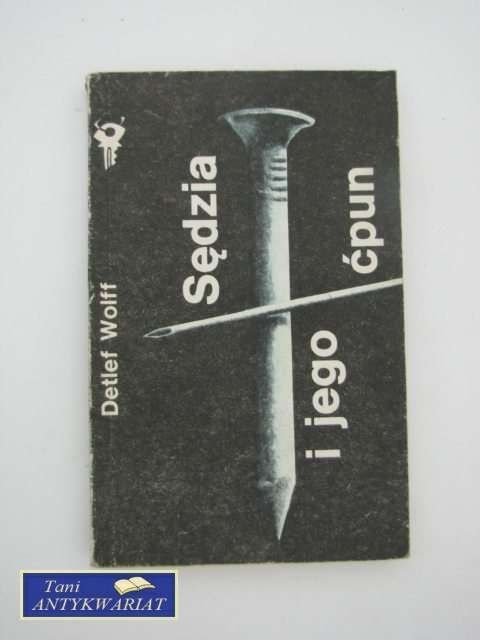 Detlef Wolff
Sędzia
i jego
ćpun
Tani
ANTYKWARIAT